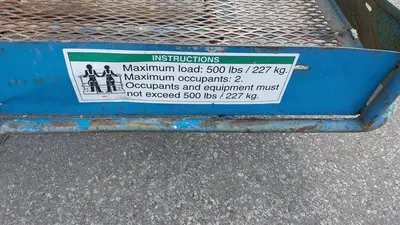 INSTRUCTIONS
Maximum load: 500 lbs / 227 kg.
Maximum occupants: 2.
Occupants and equipment must
not exceed 500 lbs / 227 kg.